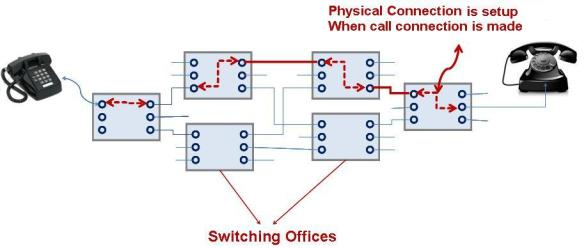 Physical Connection is setup
When call connection is made
Switching Offices